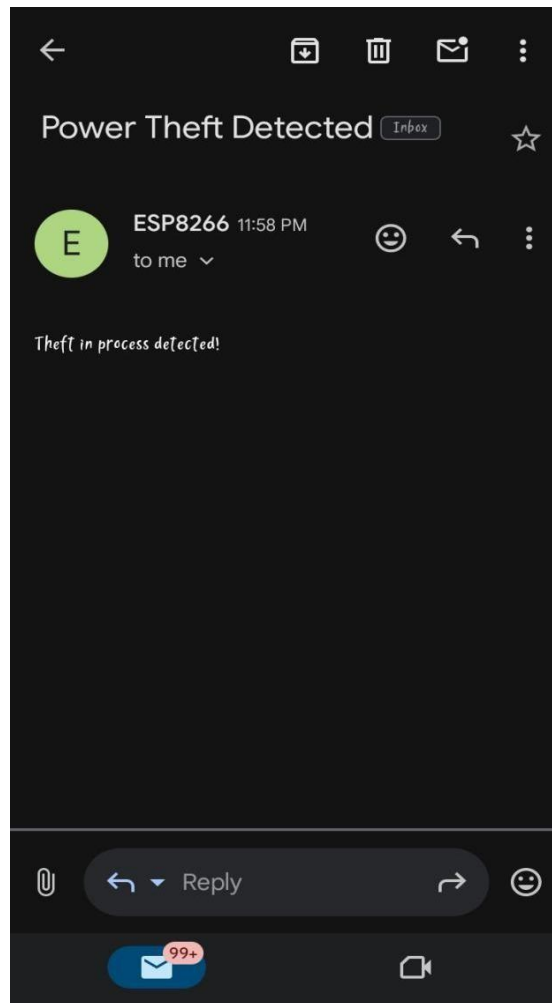 Power Theft Detected Inbox
E
ESP8266 11:58 PM
to me
Theft in process detected!
Reply
99+